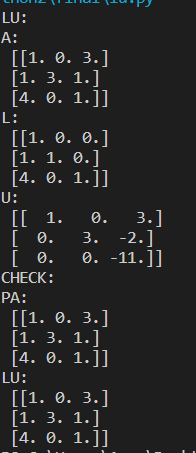 LU:
A:
[[1. 0. 3.]
[1. 3. 1.]
[4. 0. 1.]]
L:
[[1. 0. 0.]
[1. 1. 0.]
[4. 0. 1.]]
U:
[[  1.   0.   3.]
[  0.   3.  -2.]
[  0.   0. -11.]]
CHECK:
PA:
[[1. 0. 3.]
[1. 3. 1.]
[4. 0. 1.]]
LU:
[[1. 0. 3.]
[1. 3. 1.]
[4. 0. 1.]]